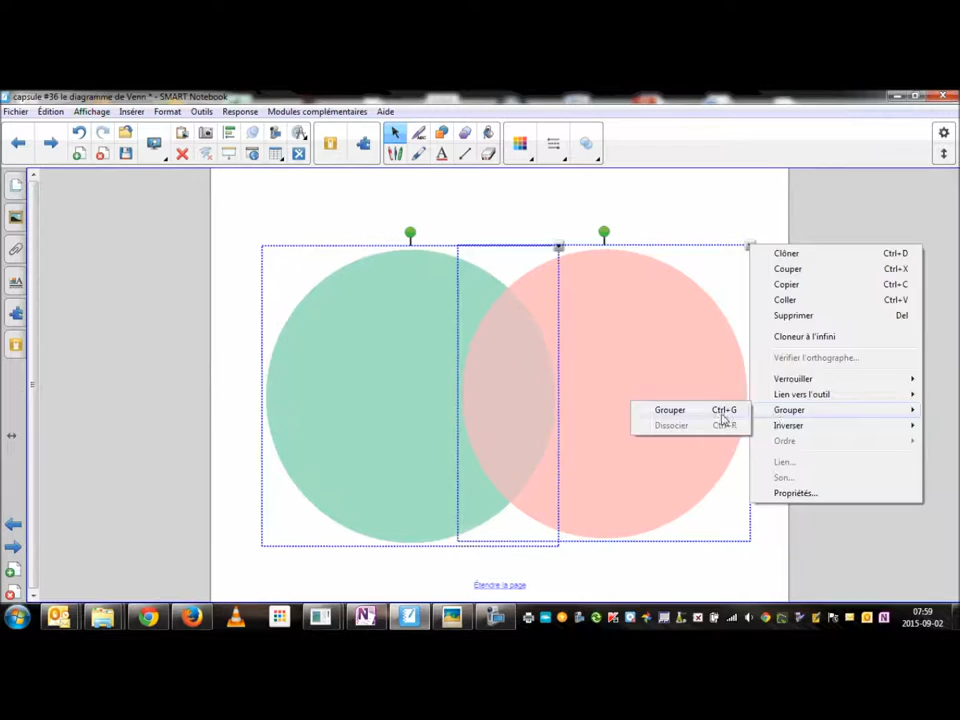 capsule #36 le diagramme de Venn * - SMART Notebook
Fichier Édition Affichage Insérer Format Outils Response Modules complémentaires Aide
Clôner Ctrl+D
Couper Ctrl+X
Copier Ctrl+C
Coller Ctrl+V
Supprimer Del
Cloneur à l'infini
Vérifier l'orthographe...
Verrouiller
Lien vers l'outil
Grouper
Grouper Ctrl+G
Inverser
Dissocier Ctrl+R
Ordre
Lien...
Son...
Propriétés...
Étendre la page
07:59
2015-09-02